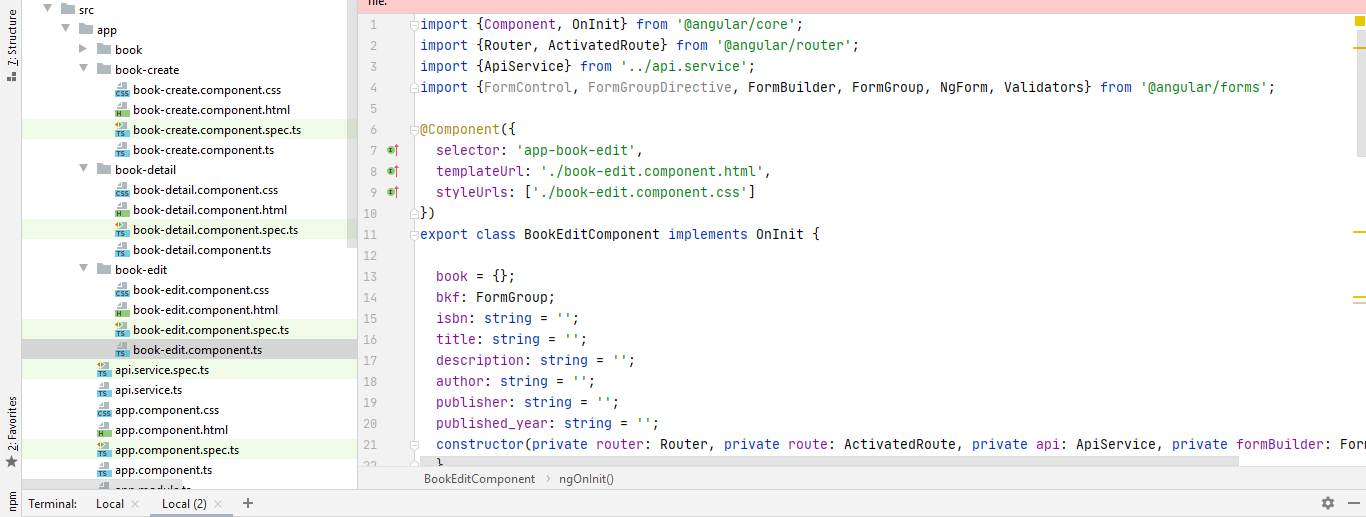 7: Structure
src
app
book
book-create
book-create.component.css
book-create.component.html
book-create.component.spec.ts
book-create.component.ts
book-detail
book-detail.component.css
book-detail.component.html
book-detail.component.spec.ts
book-detail.component.ts
book-edit
book-edit.component.css
book-edit.component.html
book-edit.component.spec.ts
book-edit.component.ts
api.service.spec.ts
api.service.ts
app.component.css
app.component.html
app.component.spec.ts
app.component.ts
app.module.ts
2: Favorites
npm
file.
1 import {Component, OnInit} from '@angular/core';
2 import {Router, ActivatedRoute} from '@angular/router';
3 import {ApiService} from '../api.service';
4 import {FormControl, FormGroupDirective, FormBuilder, FormGroup, NgForm, Validators} from '@angular/forms';
5
6 @Component({
7 selector: 'app-book-edit',
8 templateUrl: './book-edit.component.html',
9 styleUrls: ['./book-edit.component.css']
10 })
11 export class BookEditComponent implements OnInit {
12
13 book = {};
14 bkf: FormGroup;
15 isbn: string = '';
16 title: string = '';
17 description: string = '';
18 author: string = '';
19 publisher: string = '';
20 published_year: string = '';
21 constructor(private router: Router, private route: ActivatedRoute, private api: ApiService, private formBuilder: For
22 }
BookEditComponent › ngOnInit()
Terminal: Local × Local (2) × +